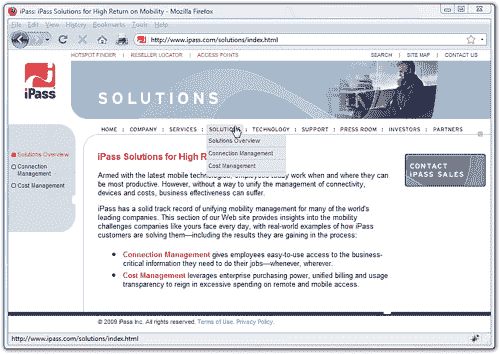 iPass: iPass Solutions for High Return on Mobility - Mozilla Firefox
File Edit View History Bookmarks Tools Help
http://www.ipass.com/solutions/index.html
HOTSPOT FINDER | RESELLER LOCATOR | ACCESS POINTS
SEARCH | SITE MAP | CONTACT US
iPass
SOLUTIONS
HOME COMPANY SERVICES SOLUTIONS TECHNOLOGY SUPPORT PRESS ROOM INVESTORS PARTNERS
Solutions Overview
Connection Management
Cost Management
Solutions Overview
Connection
Management
Cost Management
iPass Solutions for High R
CONTACT
iPASS SALES
Armed with the latest mobile technologies, employees today work when and where they can
be most productive. However, without a way to unify the management of connectivity,
devices and costs, business effectiveness can suffer.
iPass has a solid track record of unifying mobility management for many of the world's
leading companies. This section of our Web site provides insights into the mobility
challenges companies like yours face every day, with real-world examples of how iPass
customers are solving them—including the results they are gaining in the process:
• Connection Management gives employees easy-to-use access to the business-
critical information they need to do their jobs—whenever, wherever.
• Cost Management leverages enterprise purchasing power, unified billing and usage
transparency to reign in excessive spending on remote and mobile access.
© 2009 iPass Inc. All rights reserved. Terms of Use. Privacy Policy.
http://www.ipass.com/solutions/index.html